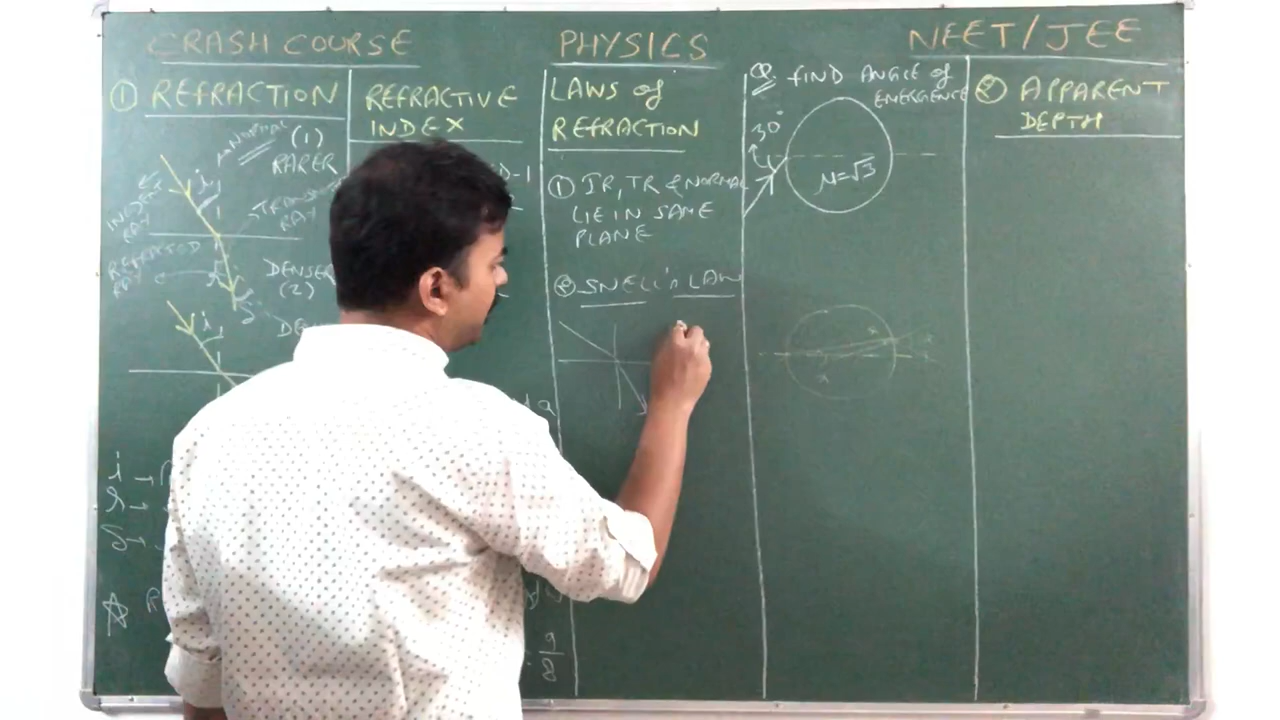 CRASH COURSE
PHYSICS
NEET/JEE
① REFRACTION
NORMAL
(1)
RARER
i
INCIDENT
RAY
REFRACTED
RAY
DENSER
(2)
δ
i
REFRACTIVE
INDEX
LAWS of
REFRACTION
① IR, TR & NORMAL
LIE IN SAME
PLANE
② SNELL'S LAW
Q. FIND ANGLE of
EMERGENCE
30°
μ=√3
② APPARENT
DEPTH